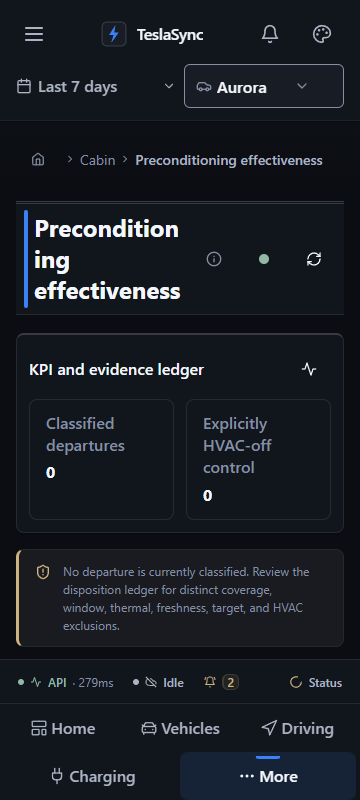 TeslaSync
Last 7 days
Aurora
Cabin
Preconditioning effectiveness
Precondition
ing
effectiveness
KPI and evidence ledger
Classified
departures
0
Explicitly
HVAC-off
control
0
No departure is currently classified. Review the
disposition ledger for distinct coverage,
window, thermal, freshness, target, and HVAC
exclusions.
API · 279ms
Idle
2
Status
Home
Vehicles
Driving
Charging
More